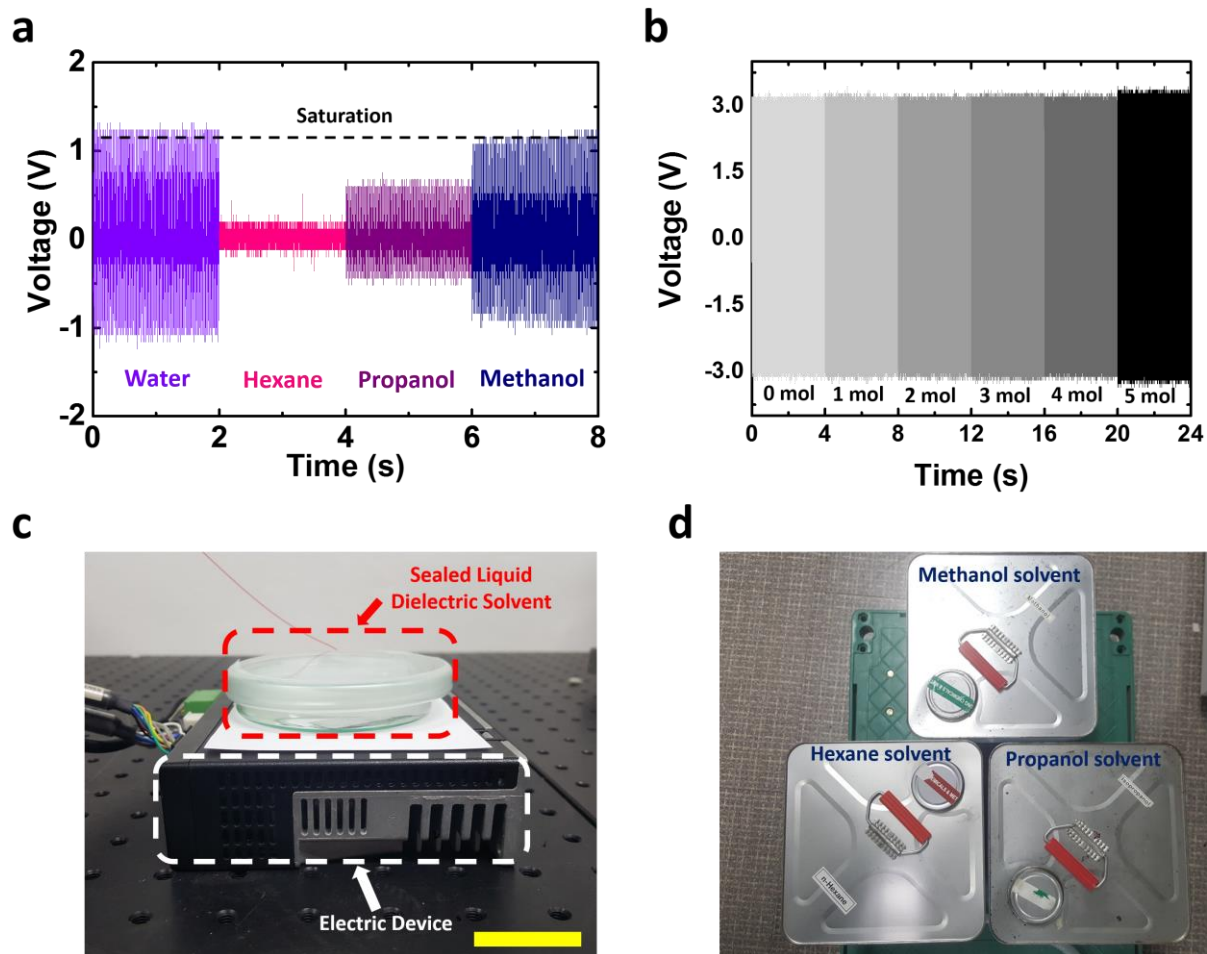 a
2
1
0
-1
-2
Voltage (V)
Saturation
Water
Hexane
Propanol
Methanol
0
2
4
6
8
Time (s)
b
3.0
1.5
0.0
-1.5
-3.0
Voltage (V)
0 mol
1 mol
2 mol
3 mol
4 mol
5 mol
0
4
8
12
16
20
24
Time (s)
c
Sealed Liquid
Dielectric Solvent
Electric Device
d
Methanol solvent
Hexane solvent
n-Hexane
Propanol solvent